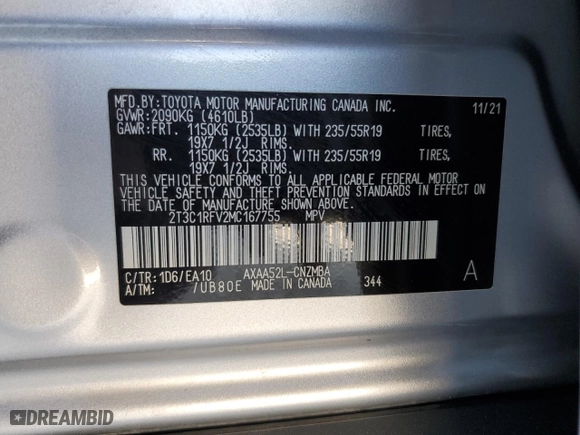 MFD.BY:TOYOTA MOTOR MANUFACTURING CANADA INC. 11/21
GVWR:2090KG (4610LB)
GAWR:FRT. 1150KG (2535LB) WITH 235/55R19 TIRES,
19X7 1/2J RIMS.
RR. 1150KG (2535LB) WITH 235/55R19 TIRES,
19X7 1/2J RIMS.
THIS VEHICLE CONFORMS TO ALL APPLICABLE FEDERAL MOTOR
VEHICLE SAFETY AND THEFT PREVENTION STANDARDS IN EFFECT
ON THE DATE OF MANUFACTURE SHOWN ABOVE.
2T3C1RFV2MC167755 MPV
C/TR:1D6/EA10 AXAA52L-CNZMBA A
A/TM: /UB80E MADE IN CANADA 344
DREAMBID